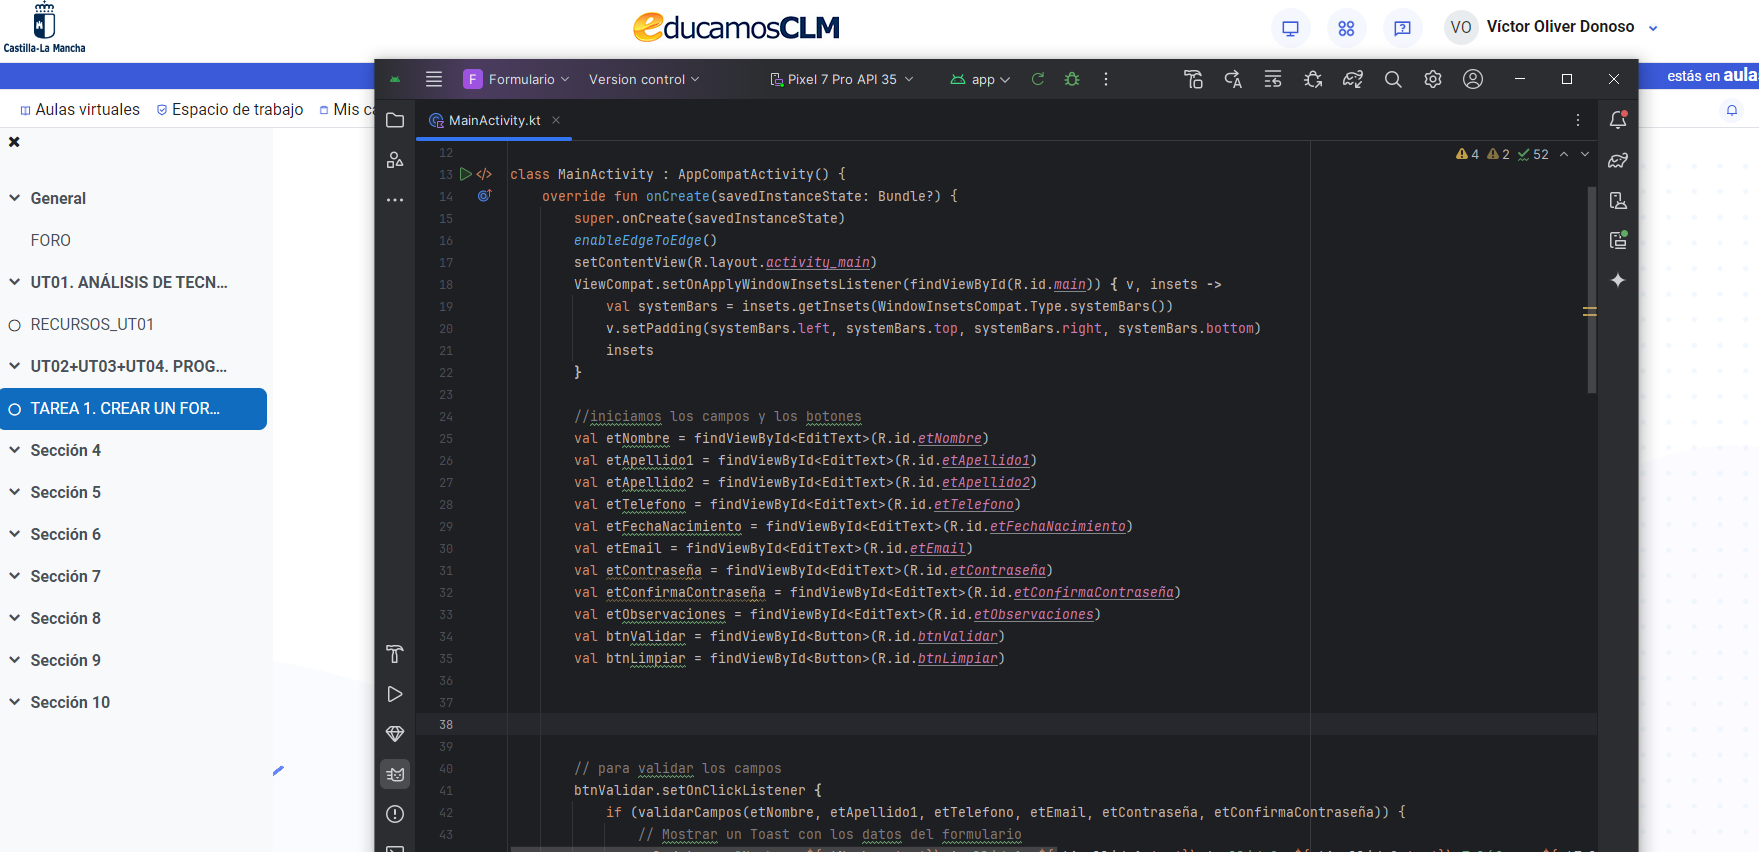 Castilla-La Mancha
educamosCLM
VO Víctor Oliver Donoso
estás en aula
Aulas virtuales Espacio de trabajo Mis c
General
FORO
UT01. ANÁLISIS DE TECN...
RECURSOS_UT01
UT02+UT03+UT04. PROG...
TAREA 1. CREAR UN FOR...
Sección 4
Sección 5
Sección 6
Sección 7
Sección 8
Sección 9
Sección 10
F Formulario Version control Pixel 7 Pro API 35 app
MainActivity.kt
4 2 52
12
13 class MainActivity : AppCompatActivity() {
14 override fun onCreate(savedInstanceState: Bundle?) {
15 super.onCreate(savedInstanceState)
16 enableEdgeToEdge()
17 setContentView(R.layout.activity_main)
18 ViewCompat.setOnApplyWindowInsetsListener(findViewById(R.id.main)) { v, insets ->
19 val systemBars = insets.getInsets(WindowInsetsCompat.Type.systemBars())
20 v.setPadding(systemBars.left, systemBars.top, systemBars.right, systemBars.bottom)
21 insets
22 }
23
24 //iniciamos los campos y los botones
25 val etNombre = findViewById<EditText>(R.id.etNombre)
26 val etApellido1 = findViewById<EditText>(R.id.etApellido1)
27 val etApellido2 = findViewById<EditText>(R.id.etApellido2)
28 val etTelefono = findViewById<EditText>(R.id.etTelefono)
29 val etFechaNacimiento = findViewById<EditText>(R.id.etFechaNacimiento)
30 val etEmail = findViewById<EditText>(R.id.etEmail)
31 val etContraseña = findViewById<EditText>(R.id.etContraseña)
32 val etConfirmaContraseña = findViewById<EditText>(R.id.etConfirmaContraseña)
33 val etObservaciones = findViewById<EditText>(R.id.etObservaciones)
34 val btnValidar = findViewById<Button>(R.id.btnValidar)
35 val btnLimpiar = findViewById<Button>(R.id.btnLimpiar)
36
37
38
39
40 // para validar los campos
41 btnValidar.setOnClickListener {
42 if (validarCampos(etNombre, etApellido1, etTelefono, etEmail, etContraseña, etConfirmaContraseña)) {
43 // Mostrar un Toast con los datos del formulario